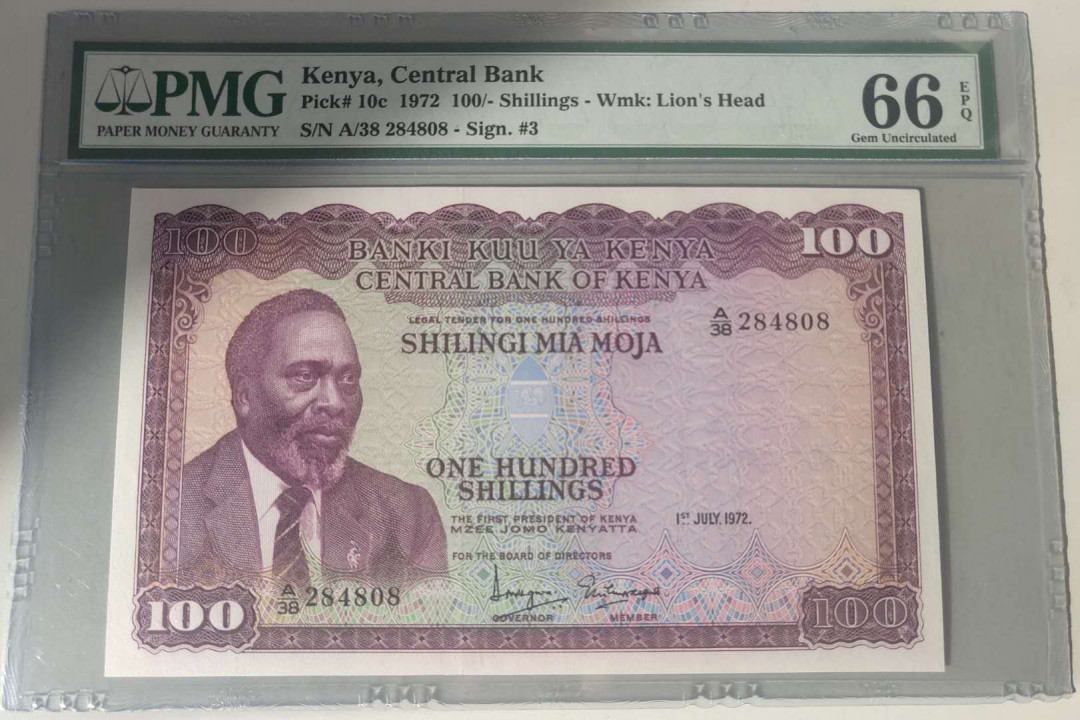 PMG
PAPER MONEY GUARANTY
Kenya, Central Bank
Pick# 10c 1972 100/- Shillings - Wmk: Lion's Head
S/N A/38 284808 - Sign. #3
66 EPQ
Gem Uncirculated
100 BANKI KUU YA KENYA 100
CENTRAL BANK OF KENYA
LEGAL TENDER FOR ONE HUNDRED SHILLINGS
A/38 284808
SHILINGI MIA MOJA
ONE HUNDRED
SHILLINGS
THE FIRST PRESIDENT OF KENYA
MZEE JOMO KENYATTA
1ST JULY, 1972.
FOR THE BOARD OF DIRECTORS
A/38 284808
GOVERNOR MEMBER
100 100